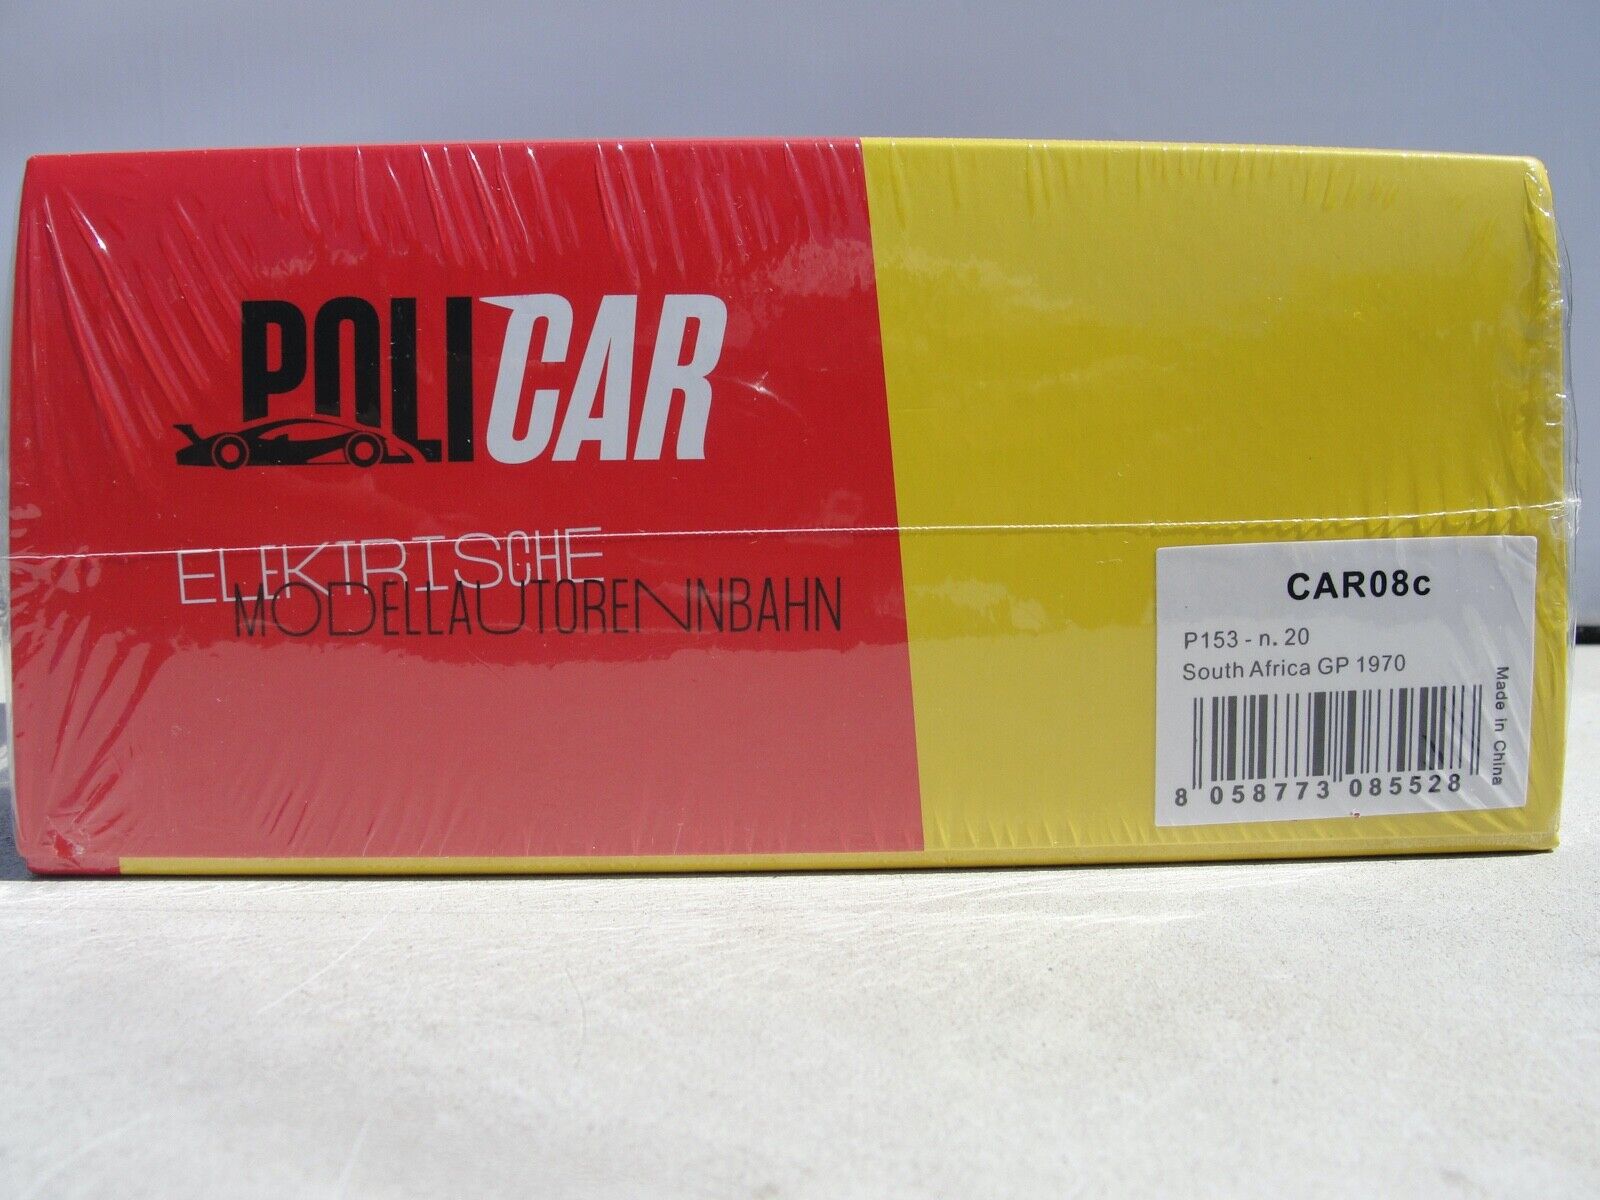 POLICAR
ELEKTRISCHE
MODELLAUTORENNBAHN
CAR08c
P153 - n. 20
South Africa GP 1970
Made in China
8 058773 085528